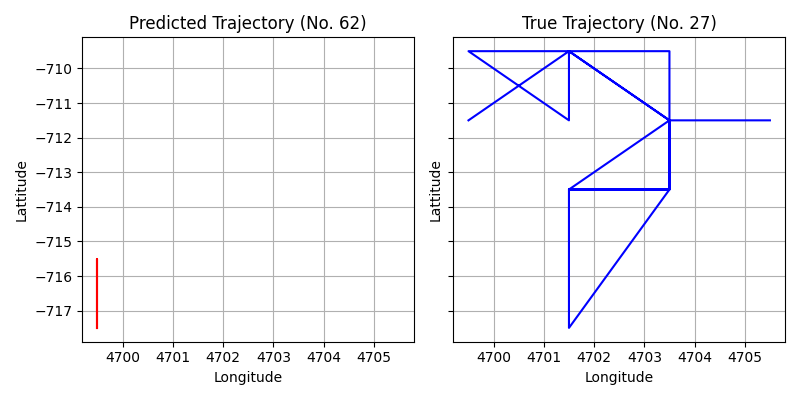 Predicted Trajectory (No. 62)
True Trajectory (No. 27)
−710
−711
−712
−713
−714
−715
−716
−717
Lattitude
Lattitude
4700 4701 4702 4703 4704 4705
4700 4701 4702 4703 4704 4705
Longitude
Longitude